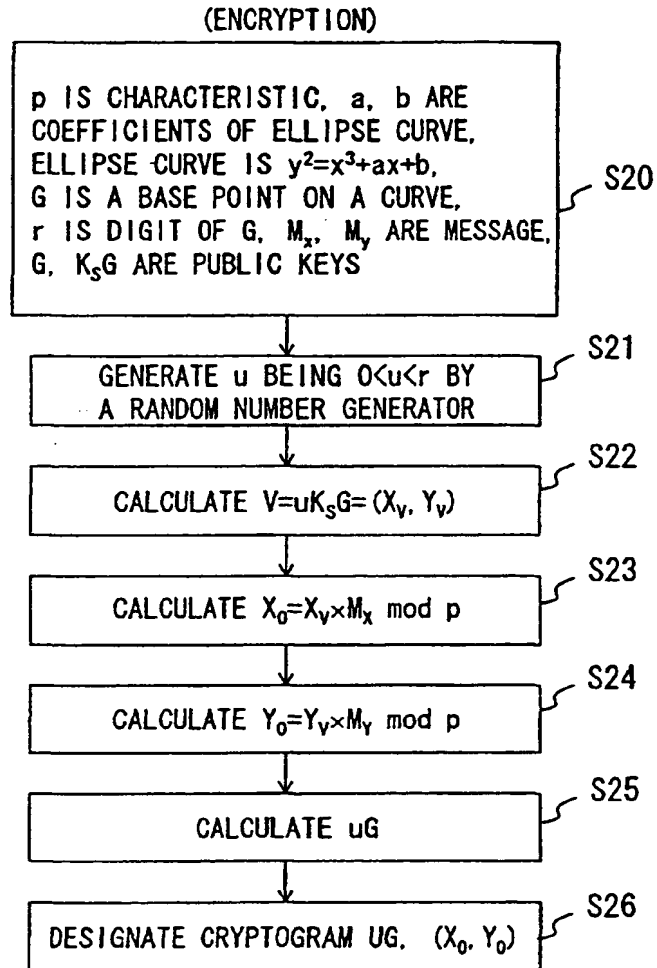 (ENCRYPTION)
p IS CHARACTERISTIC, a, b ARE
COEFFICIENTS OF ELLIPSE CURVE,
ELLIPSE CURVE IS y²=x³+ax+b,
G IS A BASE POINT ON A CURVE,
r IS DIGIT OF G, Mₓ, Mᵧ ARE MESSAGE,
G, KₛG ARE PUBLIC KEYS
S20
GENERATE u BEING 0<u<r BY
A RANDOM NUMBER GENERATOR
S21
CALCULATE V=uKₛG=(Xᵥ, Yᵥ)
S22
CALCULATE X₀=Xᵥ×Mₓ mod p
S23
CALCULATE Y₀=Yᵥ×Mᵧ mod p
S24
CALCULATE uG
S25
DESIGNATE CRYPTOGRAM UG, (X₀, Y₀)
S26